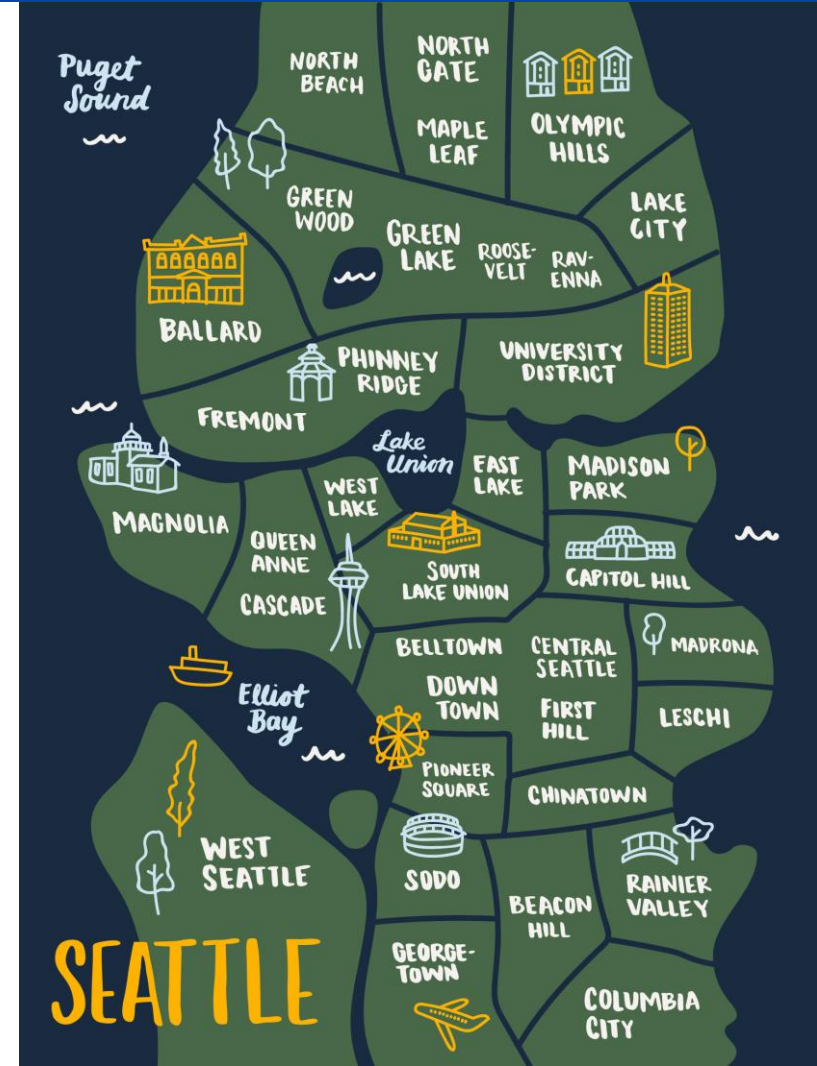 Puget
Sound
NORTH
BEACH
NORTH
GATE
MAPLE
LEAF
OLYMPIC
HILLS
GREEN
WOOD
GREEN
LAKE
ROOSE-
VELT
RAV-
ENNA
LAKE
CITY
BALLARD
PHINNEY
RIDGE
UNIVERSITY
DISTRICT
FREMONT
Lake
Union
WEST
LAKE
EAST
LAKE
MADISON
PARK
MAGNOLIA
QUEEN
ANNE
CASCADE
SOUTH
LAKE UNION
CAPITOL HILL
BELLTOWN
CENTRAL
SEATTLE
MADRONA
DOWN
TOWN
FIRST
HILL
LESCHI
Elliot
Bay
PIONEER
SQUARE
CHINATOWN
WEST
SEATTLE
SODO
BEACON
HILL
RAINIER
VALLEY
GEORGE-
TOWN
COLUMBIA
CITY
SEATTLE